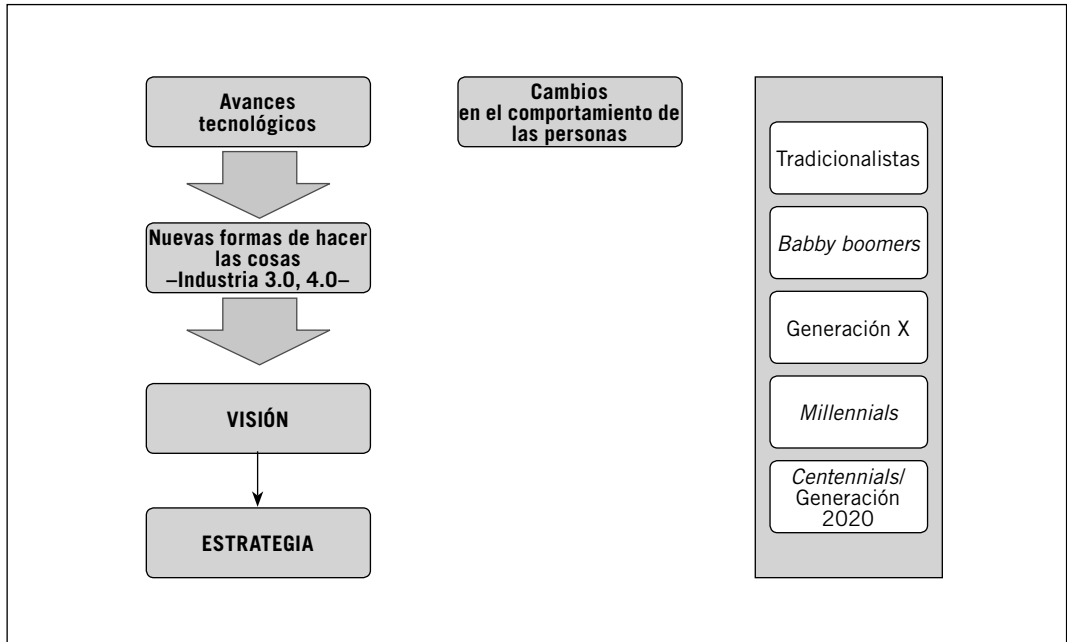 Avances
tecnológicos
Nuevas formas de hacer
las cosas
–Industria 3.0, 4.0–
VISIÓN
ESTRATEGIA
Cambios
en el comportamiento de
las personas
Tradicionalistas
Babby boomers
Generación X
Millennials
Centennials/
Generación
2020